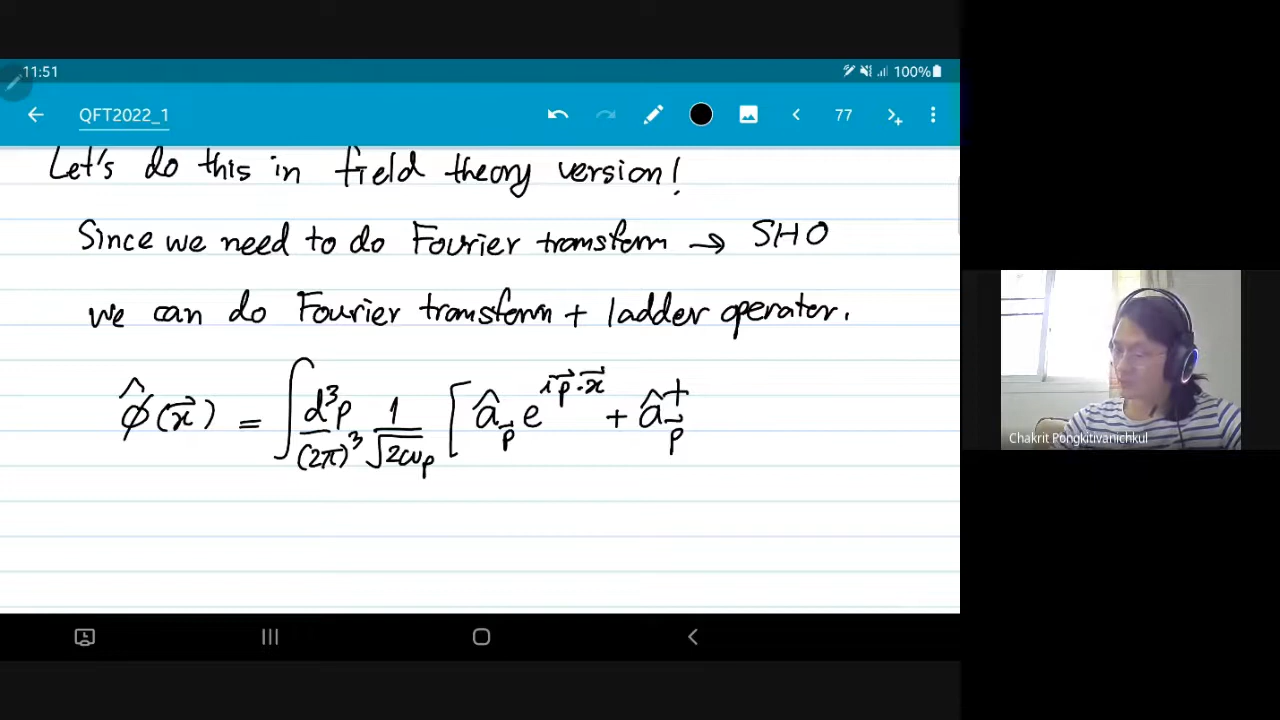 11:51
100%
QFT2022_1
77
Let's do this in field theory version!
Since we need to do Fourier transform → SHO
we can do Fourier transform + ladder operator.
φ̂(x⃗) = ∫ d³p/(2π)³ 1/√(2ω_p) [ â_p⃗ e^{ip⃗·x⃗} + â†_p⃗
Chakrit Pongkitivanichkul